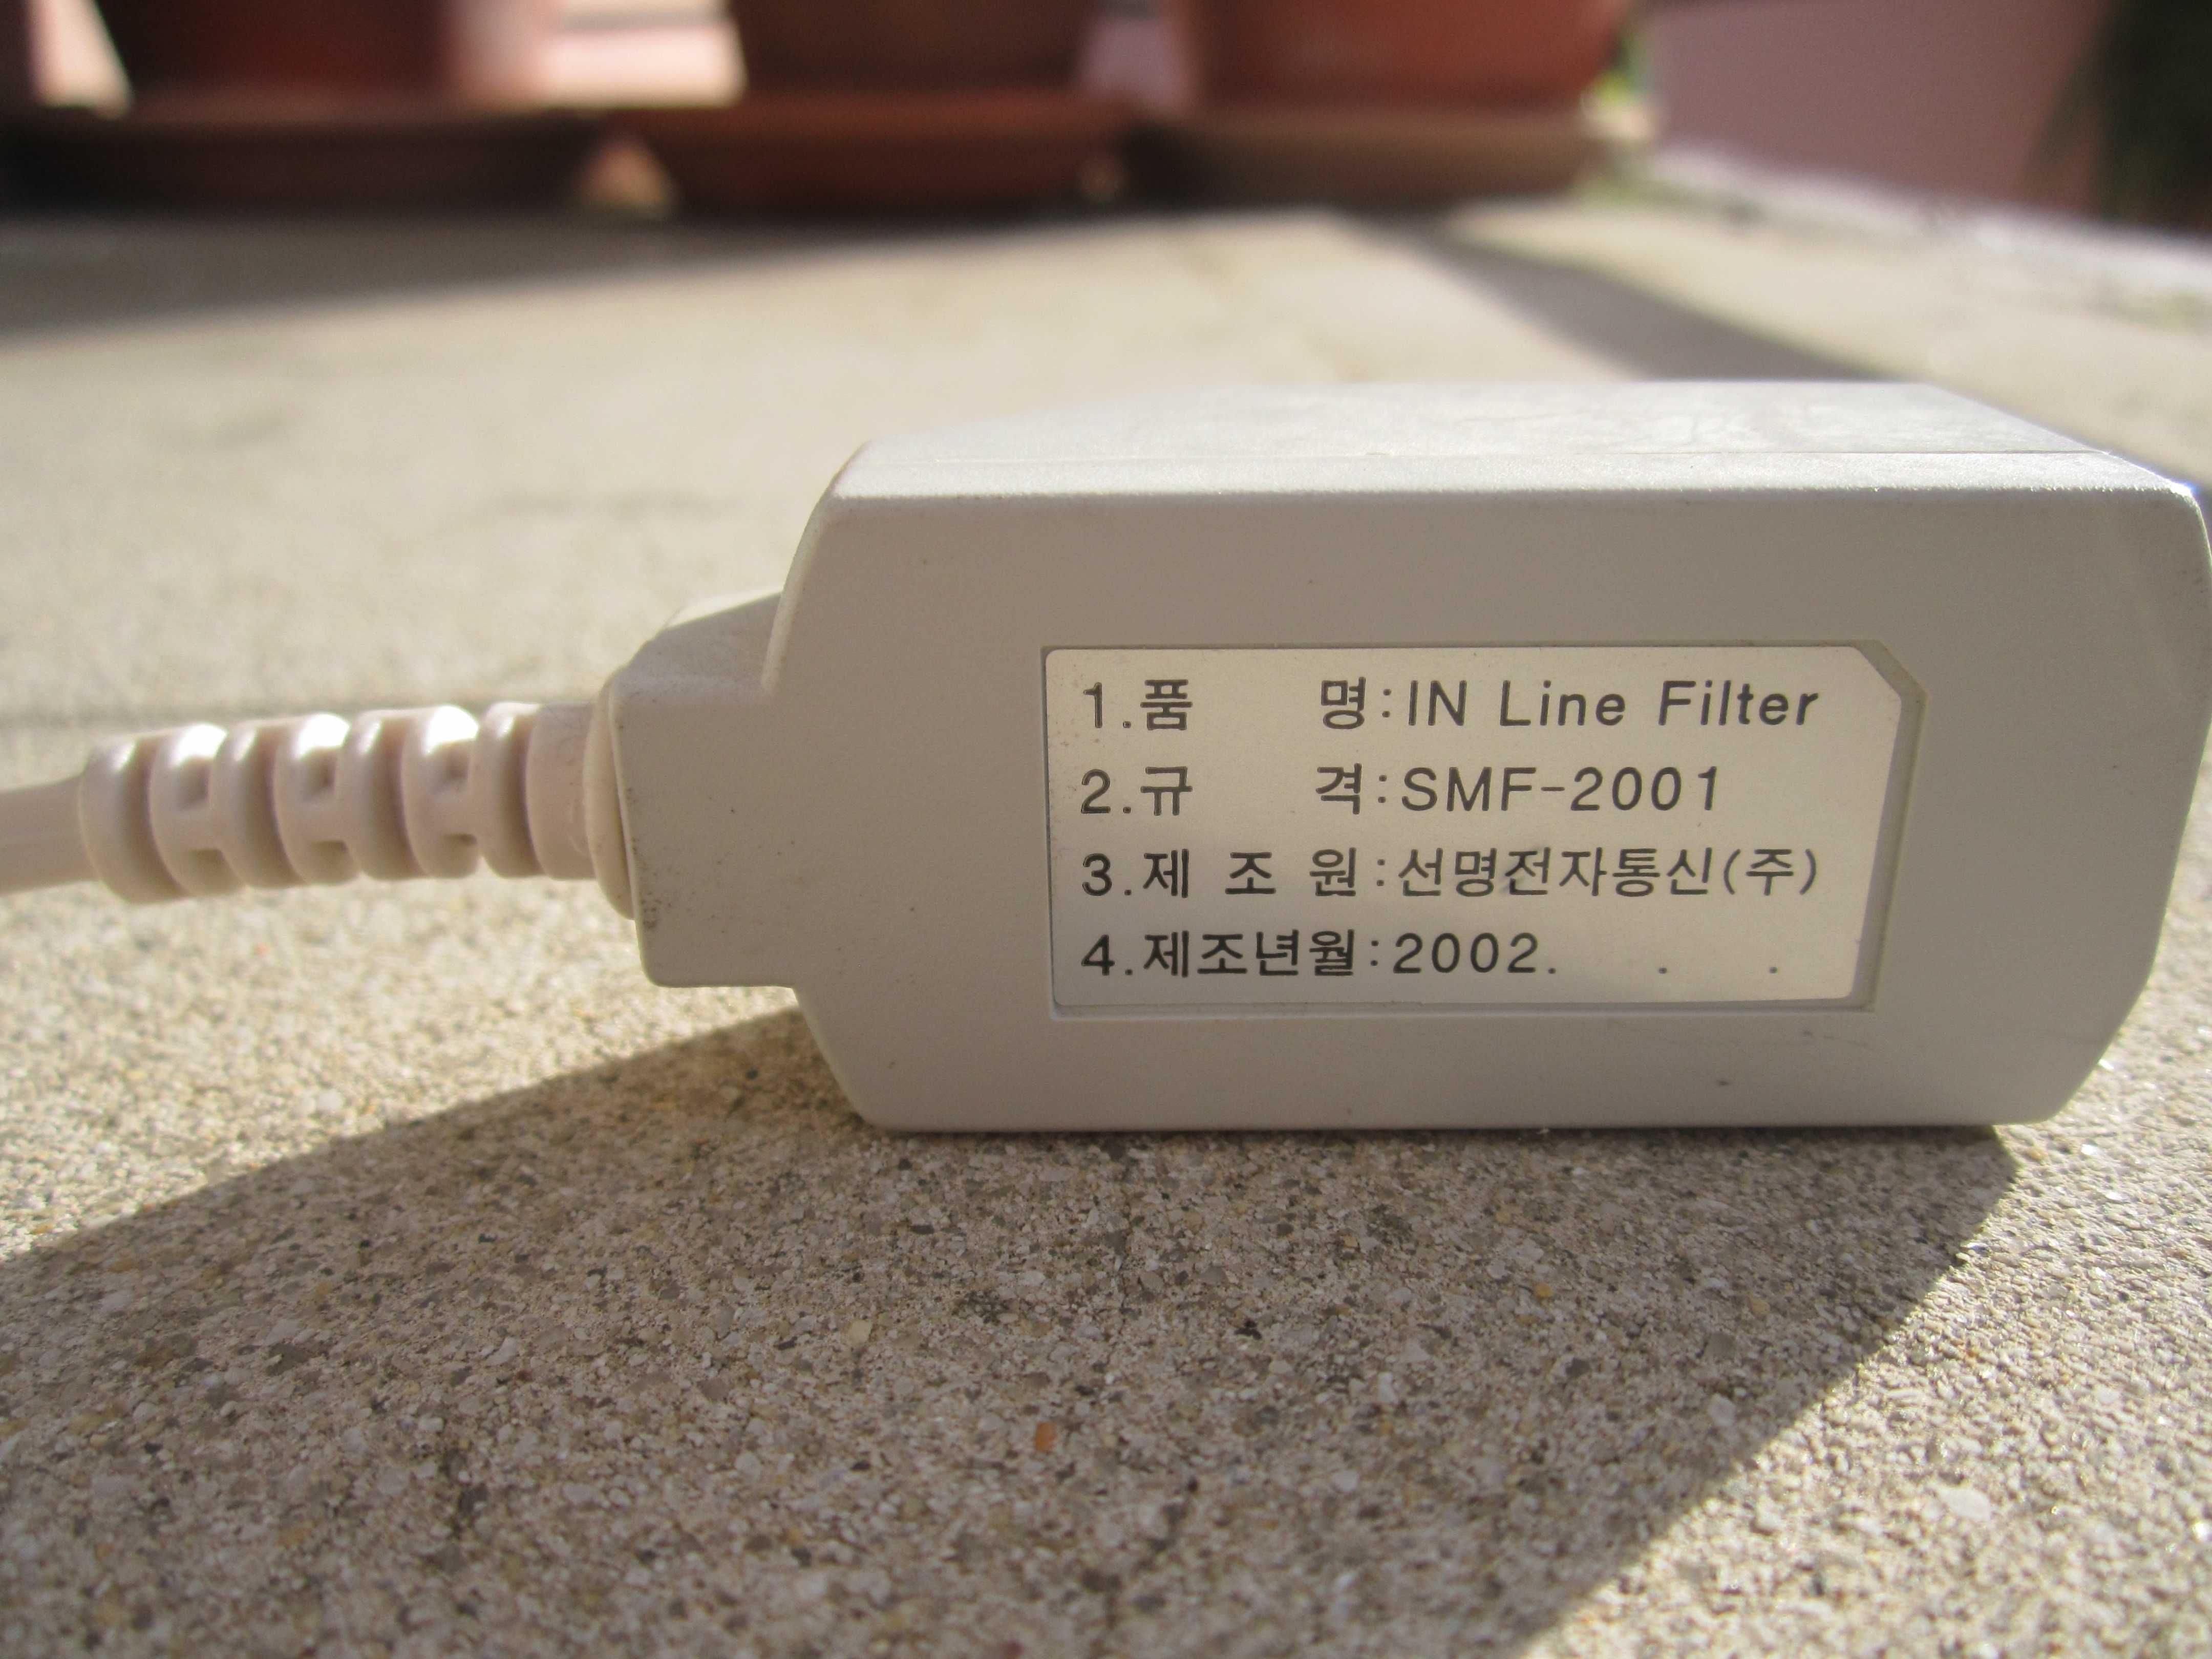 1.품 명:IN Line Filter
2.규 격:SMF-2001
3.제 조 원:선명전자통신(주)
4.제조년월:2002. . .